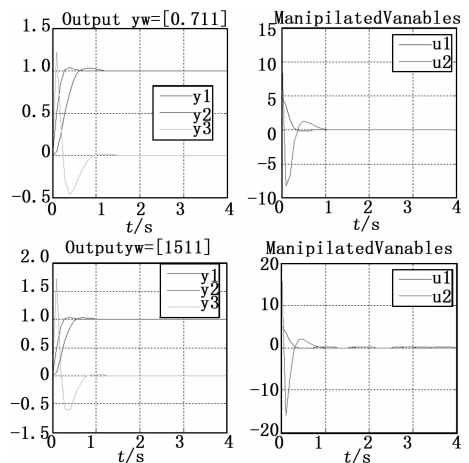 Output yw=[0.711]
ManipilatedVanables
1.5
1.0
0.5
0
-0.5
0 1 2 3 4
t/s
y1
y2
y3
15
10
5
0
-5
-10
0 1 2 3 4
t/s
u1
u2
Outputyw=[1511]
ManipilatedVanables
2.0
1.5
1.0
0.5
0
-0.5
-1.0
-1.5
0 1 2 3 4
t/s
y1
y2
y3
20
10
0
-10
-20
0 1 2 3 4
t/s
u1
u2